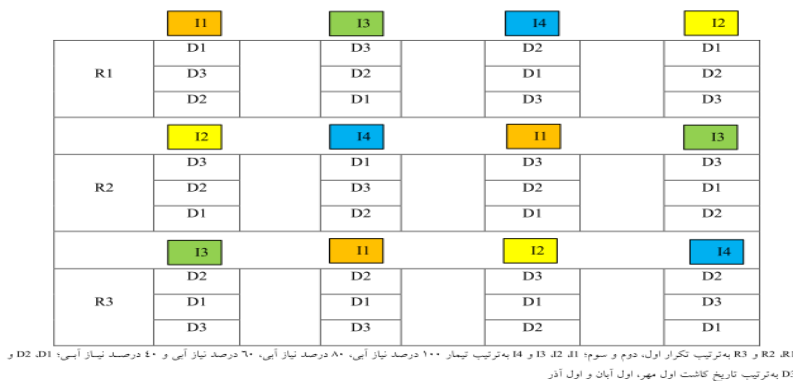 I1 I3 I4 I2
D1 D3 D2 D1
R1 D3 D2 D1 D2
D2 D1 D3 D3
I2 I4 I1 I3
D3 D1 D3 D3
R2 D2 D3 D2 D1
D1 D2 D1 D2
I3 I1 I2 I4
D2 D2 D3 D2
R3 D1 D1 D1 D3
D3 D3 D2 D1
R1، R2 و R3 به‌ترتیب تکرار اول، دوم و سوم؛ I1، I2، I3 و I4 به‌ترتیب تیمار ۱۰۰ درصد نیاز آبی، ۸۰ درصد نیاز آبی، ۶۰ درصد نیاز آبی و ۴۰ درصد نیاز آبی؛ D1، D2 و
D3 به‌ترتیب تاریخ کاشت اول مهر، اول آبان و اول آذر